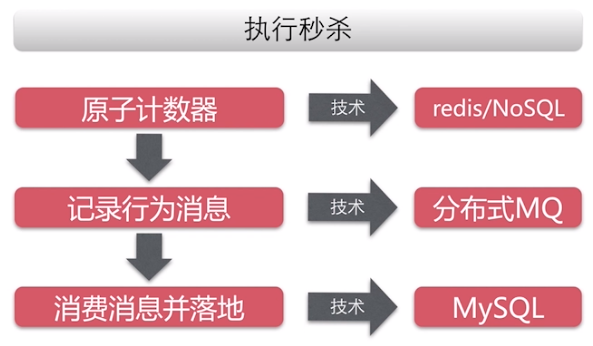 执行秒杀
原子计数器
技术
redis/NoSQL
记录行为消息
技术
分布式MQ
消费消息并落地
技术
MySQL